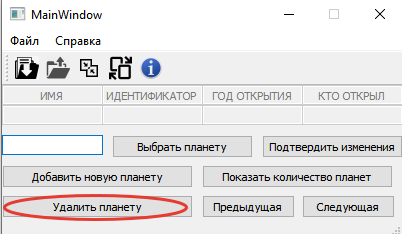 MainWindow
Файл Справка
ИМЯ ИДЕНТИФИКАТОР ГОД ОТКРЫТИЯ КТО ОТКРЫЛ
Выбрать планету Подтвердить изменения
Добавить новую планету Показать количество планет
Удалить планету Предыдущая Следующая